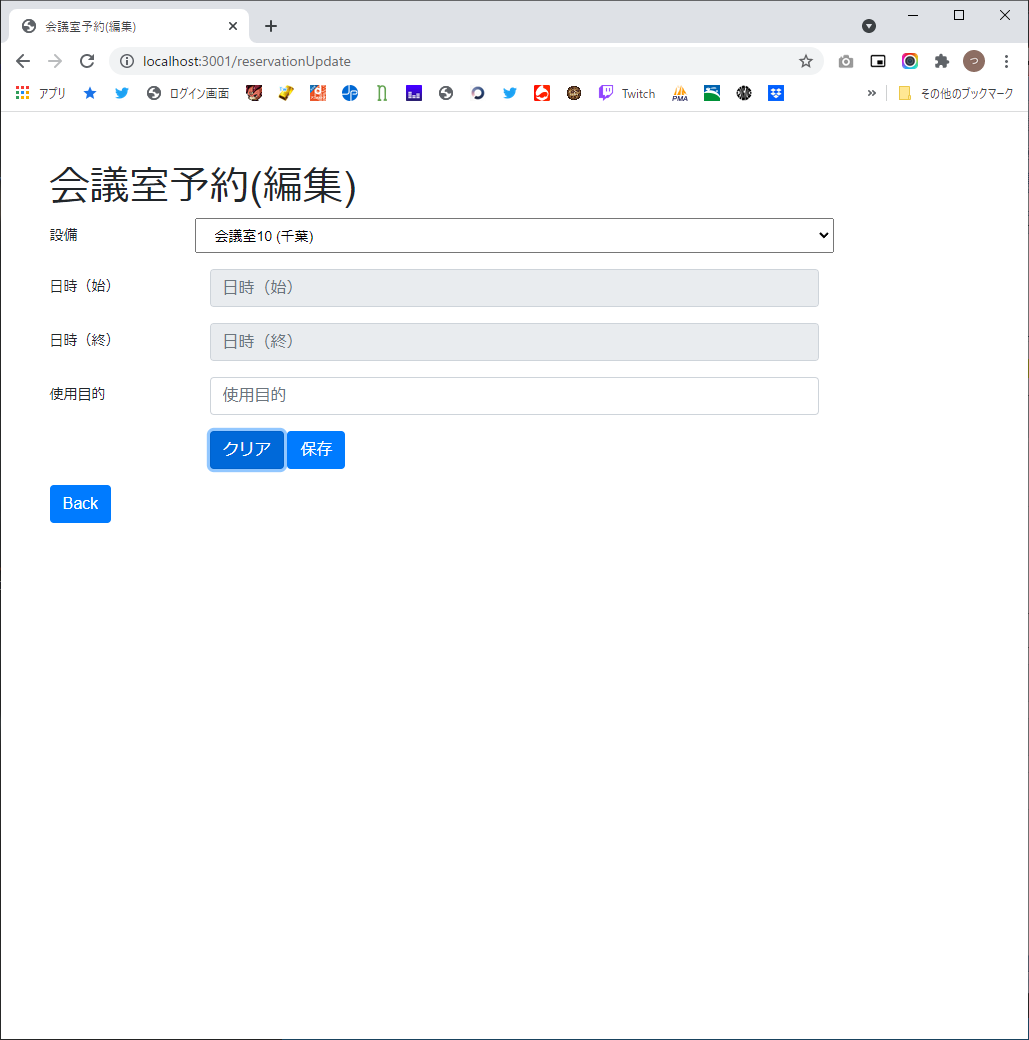 会議室予約(編集)
localhost:3001/reservationUpdate
アプリ ログイン画面 Twitch PMA » その他のブックマーク
会議室予約(編集)
設備 会議室10 (千葉)
日時（始） 日時（始）
日時（終） 日時（終）
使用目的 使用目的
クリア 保存
Back